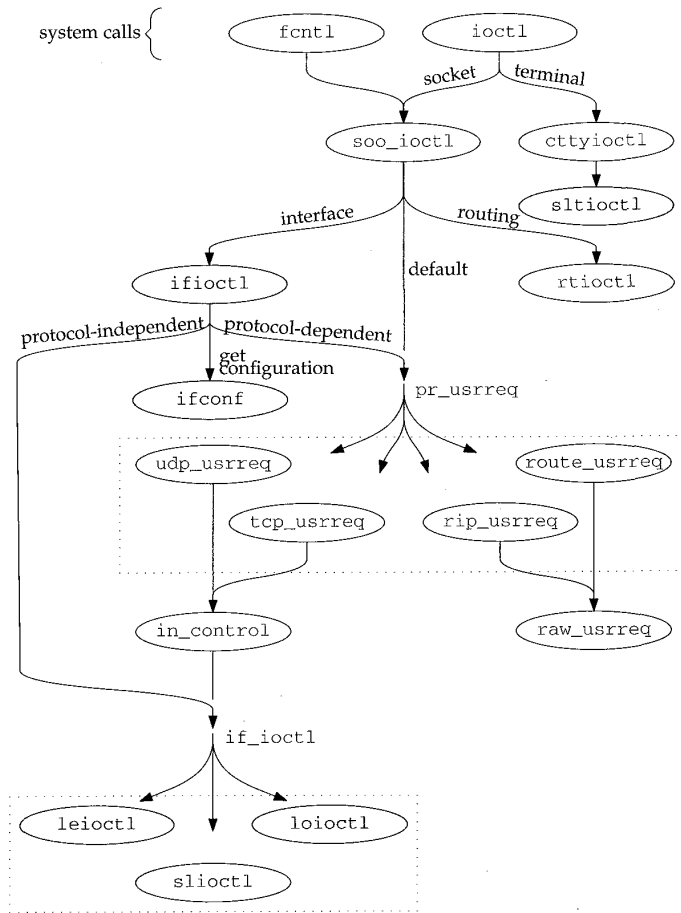 system calls
fcntl
ioctl
socket
terminal
soo_ioctl
cttyioctl
sltioctl
interface
routing
default
ifioctl
rtioctl
protocol-independent
protocol-dependent
get
configuration
ifconf
pr_usrreq
udp_usrreq
route_usrreq
tcp_usrreq
rip_usrreq
in_control
raw_usrreq
if_ioctl
leioctl
loioctl
slioctl